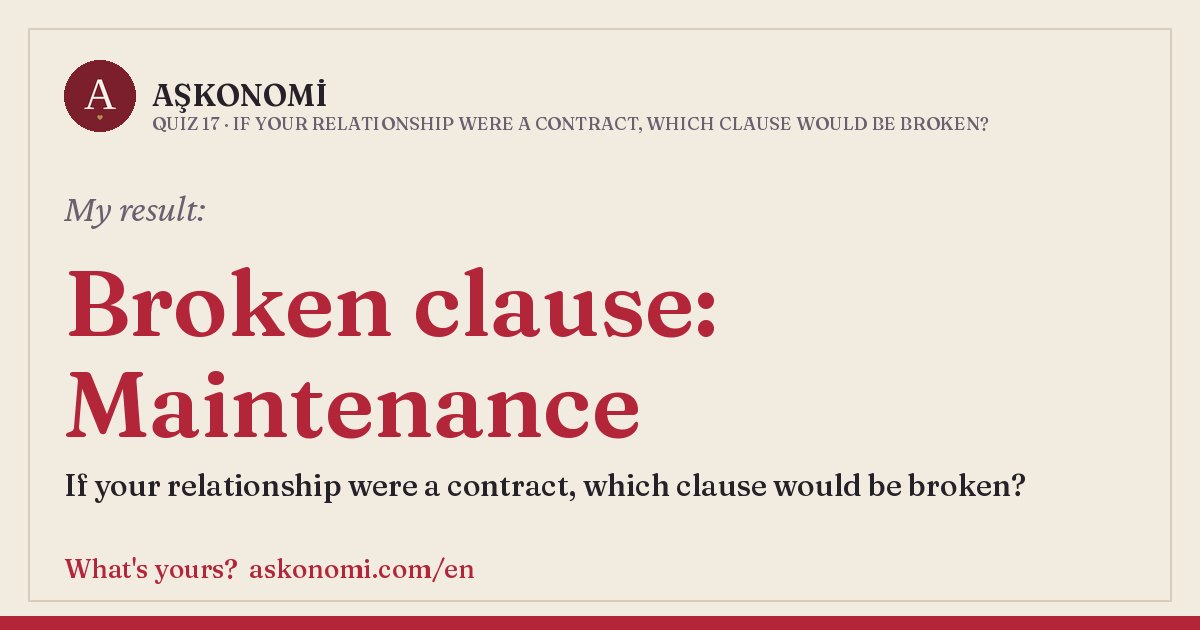 A
AŞKONOMİ
QUIZ 17 · IF YOUR RELATIONSHIP WERE A CONTRACT, WHICH CLAUSE WOULD BE BROKEN?
My result:
Broken clause:
Maintenance
If your relationship were a contract, which clause would be broken?
What's yours? askonomi.com/en